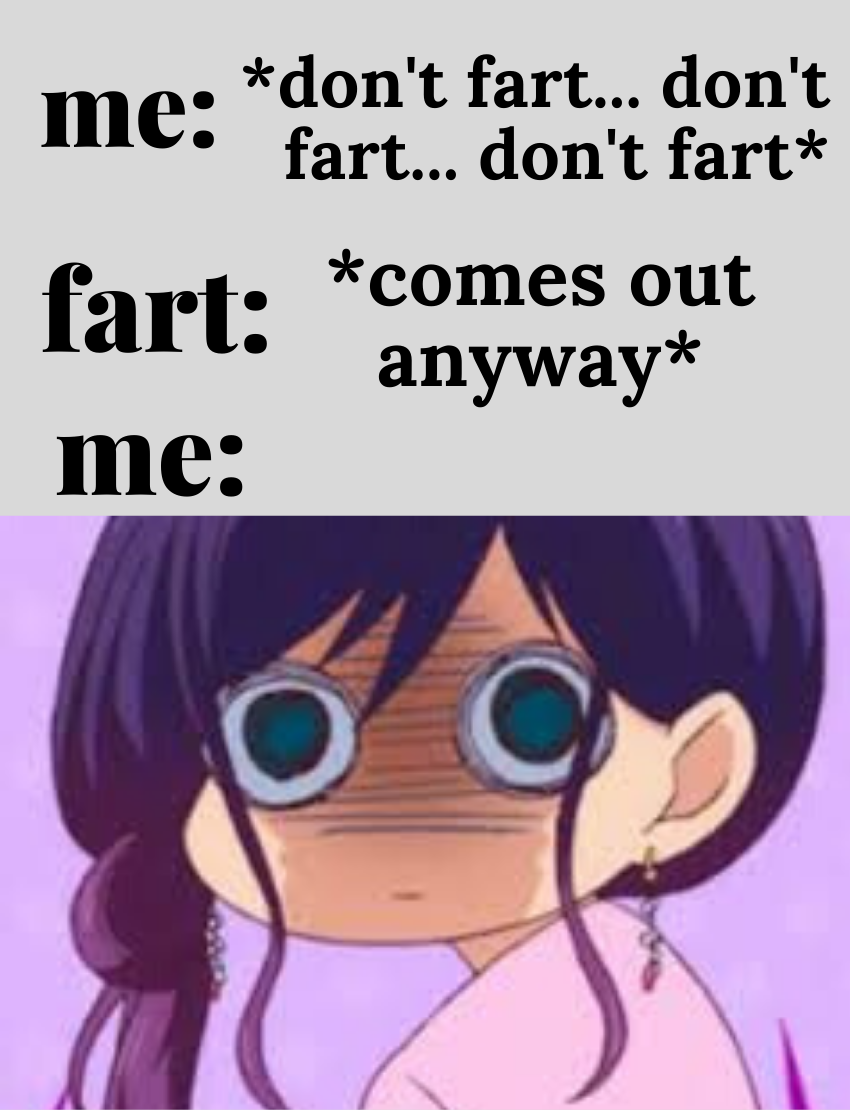 me: *don't fart... don't
fart... don't fart*
fart: *comes out
anyway*
me: